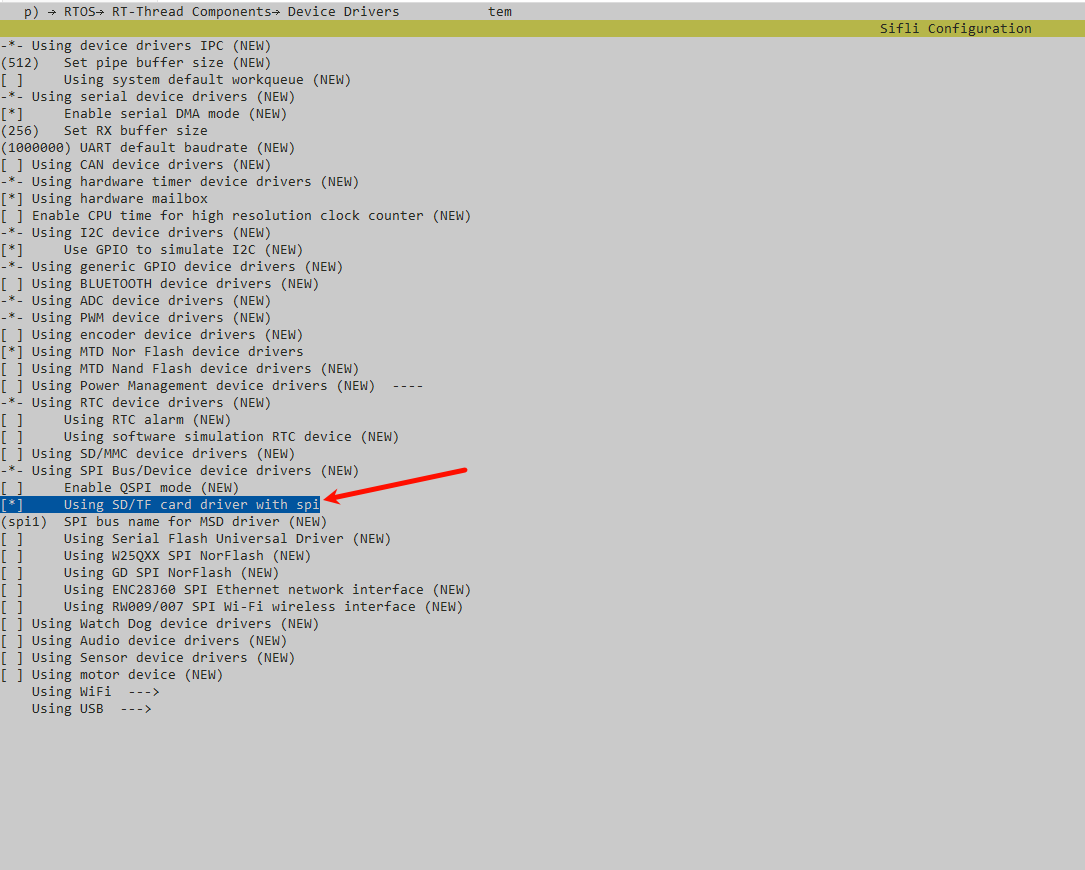 p) → RTOS→ RT-Thread Components→ Device Drivers tem
Sifli Configuration
-*- Using device drivers IPC (NEW)
(512) Set pipe buffer size (NEW)
[ ] Using system default workqueue (NEW)
-*- Using serial device drivers (NEW)
[*] Enable serial DMA mode (NEW)
(256) Set RX buffer size
(1000000) UART default baudrate (NEW)
[ ] Using CAN device drivers (NEW)
-*- Using hardware timer device drivers (NEW)
[*] Using hardware mailbox
[ ] Enable CPU time for high resolution clock counter (NEW)
-*- Using I2C device drivers (NEW)
[*] Use GPIO to simulate I2C (NEW)
-*- Using generic GPIO device drivers (NEW)
[ ] Using BLUETOOTH device drivers (NEW)
-*- Using ADC device drivers (NEW)
-*- Using PWM device drivers (NEW)
[ ] Using encoder device drivers (NEW)
[*] Using MTD Nor Flash device drivers
[ ] Using MTD Nand Flash device drivers (NEW)
[ ] Using Power Management device drivers (NEW) ----
-*- Using RTC device drivers (NEW)
[ ] Using RTC alarm (NEW)
[ ] Using software simulation RTC device (NEW)
[ ] Using SD/MMC device drivers (NEW)
-*- Using SPI Bus/Device device drivers (NEW)
[ ] Enable QSPI mode (NEW)
[*] Using SD/TF card driver with spi
(spi1) SPI bus name for MSD driver (NEW)
[ ] Using Serial Flash Universal Driver (NEW)
[ ] Using W25QXX SPI NorFlash (NEW)
[ ] Using GD SPI NorFlash (NEW)
[ ] Using ENC28J60 SPI Ethernet network interface (NEW)
[ ] Using RW009/007 SPI Wi-Fi wireless interface (NEW)
[ ] Using Watch Dog device drivers (NEW)
[ ] Using Audio device drivers (NEW)
[ ] Using Sensor device drivers (NEW)
[ ] Using motor device (NEW)
Using WiFi --->
Using USB --->